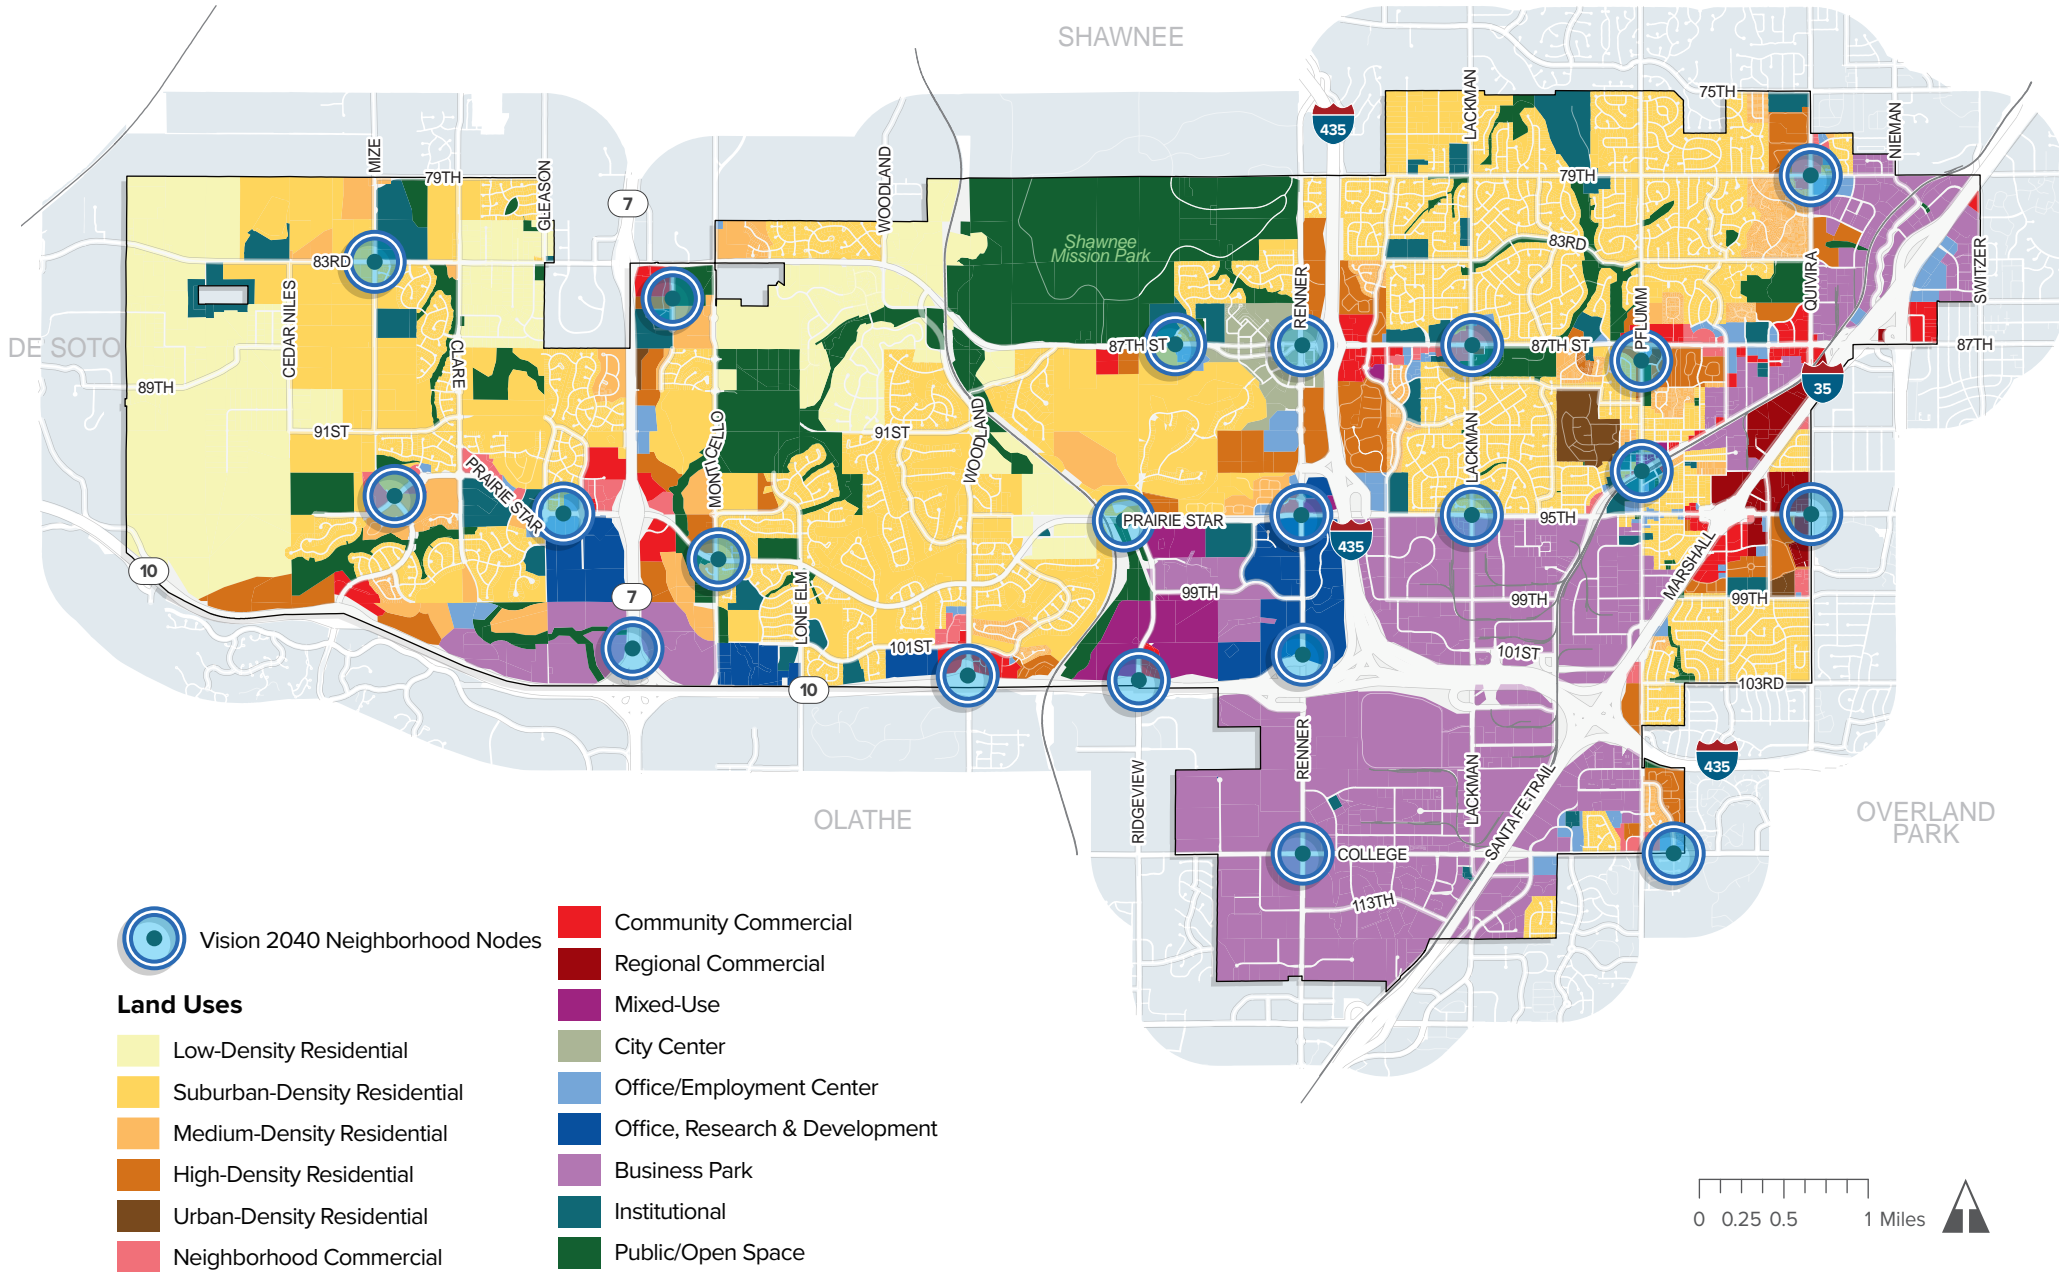 SHAWNEE
75TH
LACKMAN
NIEMAN
435
MIZE
79TH
GLEASON
WOODLAND
79TH
7
83RD
Shawnee
Mission Park
83RD
QUIVIRA
SWITZER
CEDAR NILES
RENNER
PFLUMM
DE SOTO
CLARE
87TH ST
87TH ST
87TH
89TH
35
MONTICELLO
WOODLAND
LACKMAN
91ST
91ST
PRAIRIE STAR
PRAIRIE STAR
95TH
435
MARSHALL
10
7
LONE ELM
99TH
99TH
99TH
101ST
101ST
10
103RD
RENNER
LACKMAN
SANTA FE TRAIL
435
RIDGEVIEW
OLATHE
OVERLAND
PARK
COLLEGE
113TH
Vision 2040 Neighborhood Nodes
Land Uses
Low-Density Residential
Suburban-Density Residential
Medium-Density Residential
High-Density Residential
Urban-Density Residential
Neighborhood Commercial
Community Commercial
Regional Commercial
Mixed-Use
City Center
Office/Employment Center
Office, Research & Development
Business Park
Institutional
Public/Open Space
0 0.25 0.5 1 Miles